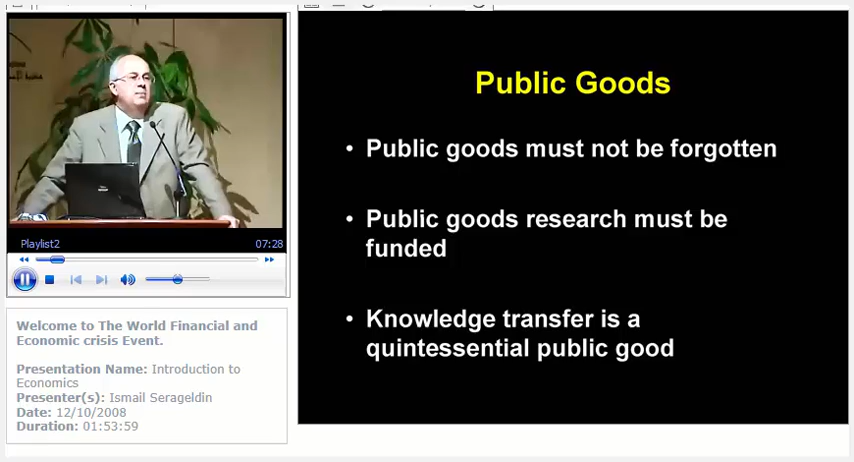 Playlist2 07:28
Welcome to The World Financial and
Economic crisis Event.
Presentation Name: Introduction to
Economics
Presenter(s): Ismail Serageldin
Date: 12/10/2008
Duration: 01:53:59
Public Goods
• Public goods must not be forgotten
• Public goods research must be
funded
• Knowledge transfer is a
quintessential public good